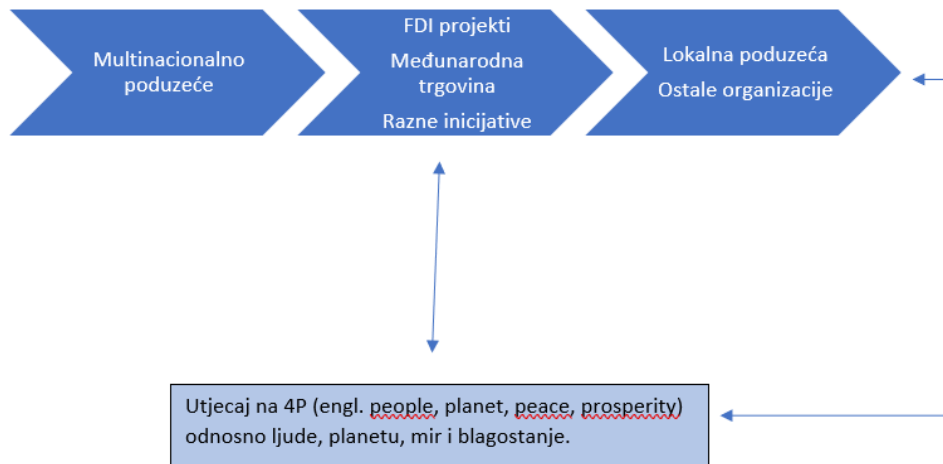 Multinacionalno
poduzeće
FDI projekti
Međunarodna
trgovina
Razne inicijative
Lokalna poduzeća
Ostale organizacije
Utjecaj na 4P (engl. people, planet, peace, prosperity)
odnosno ljude, planetu, mir i blagostanje.